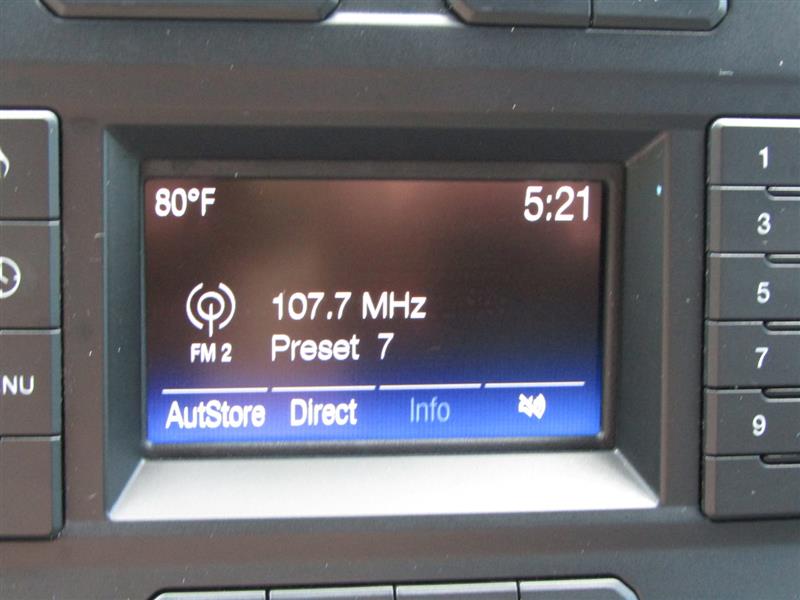 80°F 5:21
107.7 MHz
FM 2 Preset 7
AutStore Direct Info
NU
1
3
5
7
9